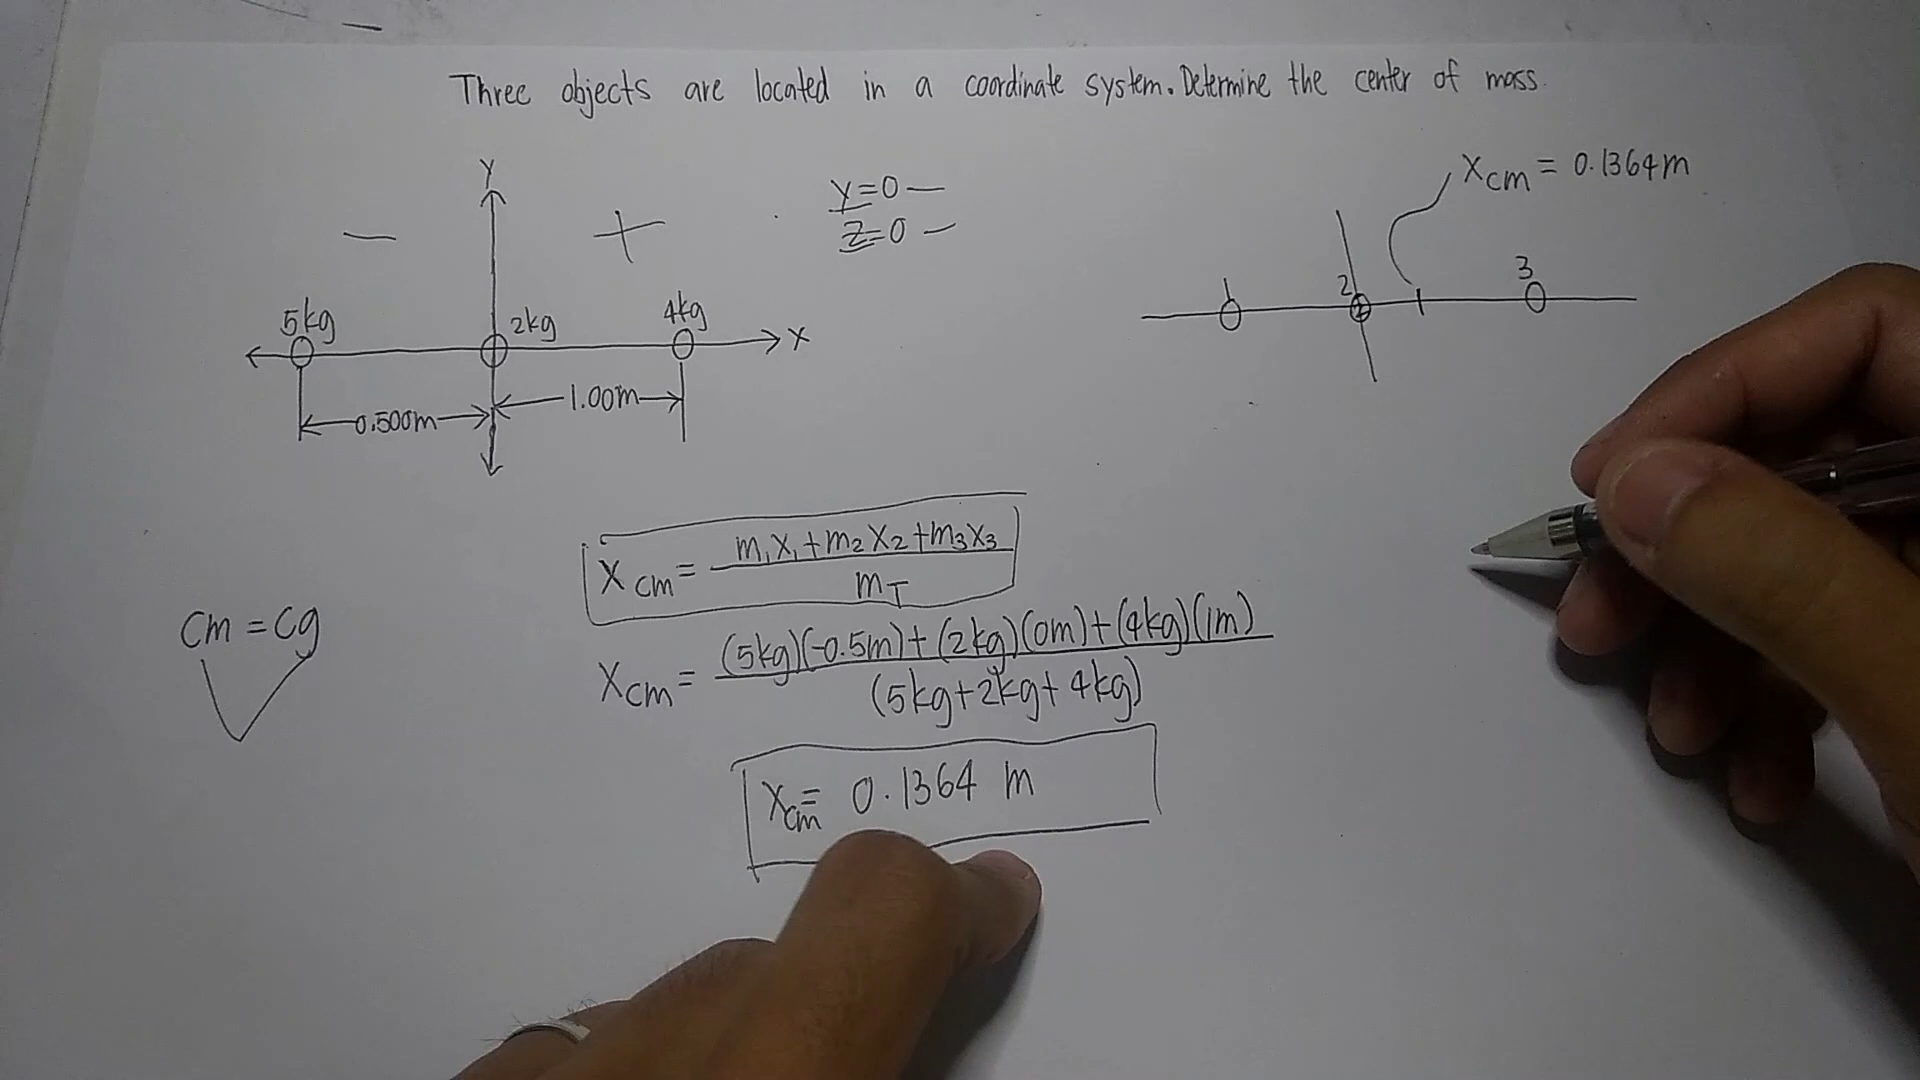 Three objects are located in a coordinate system. Determine the center of mass.
Y
− +
5kg 2kg 4kg
X
0.500m 1.00m
Y=0 —
Z=0 —
Xcm = 0.1364m
1 2 3
Xcm = m1X1+m2X2+m3X3
mT
Cm = Cg
Xcm = (5kg)(-0.5m)+(2kg)(0m)+(4kg)(1m)
(5kg+2kg+4kg)
Xcm = 0.1364 m